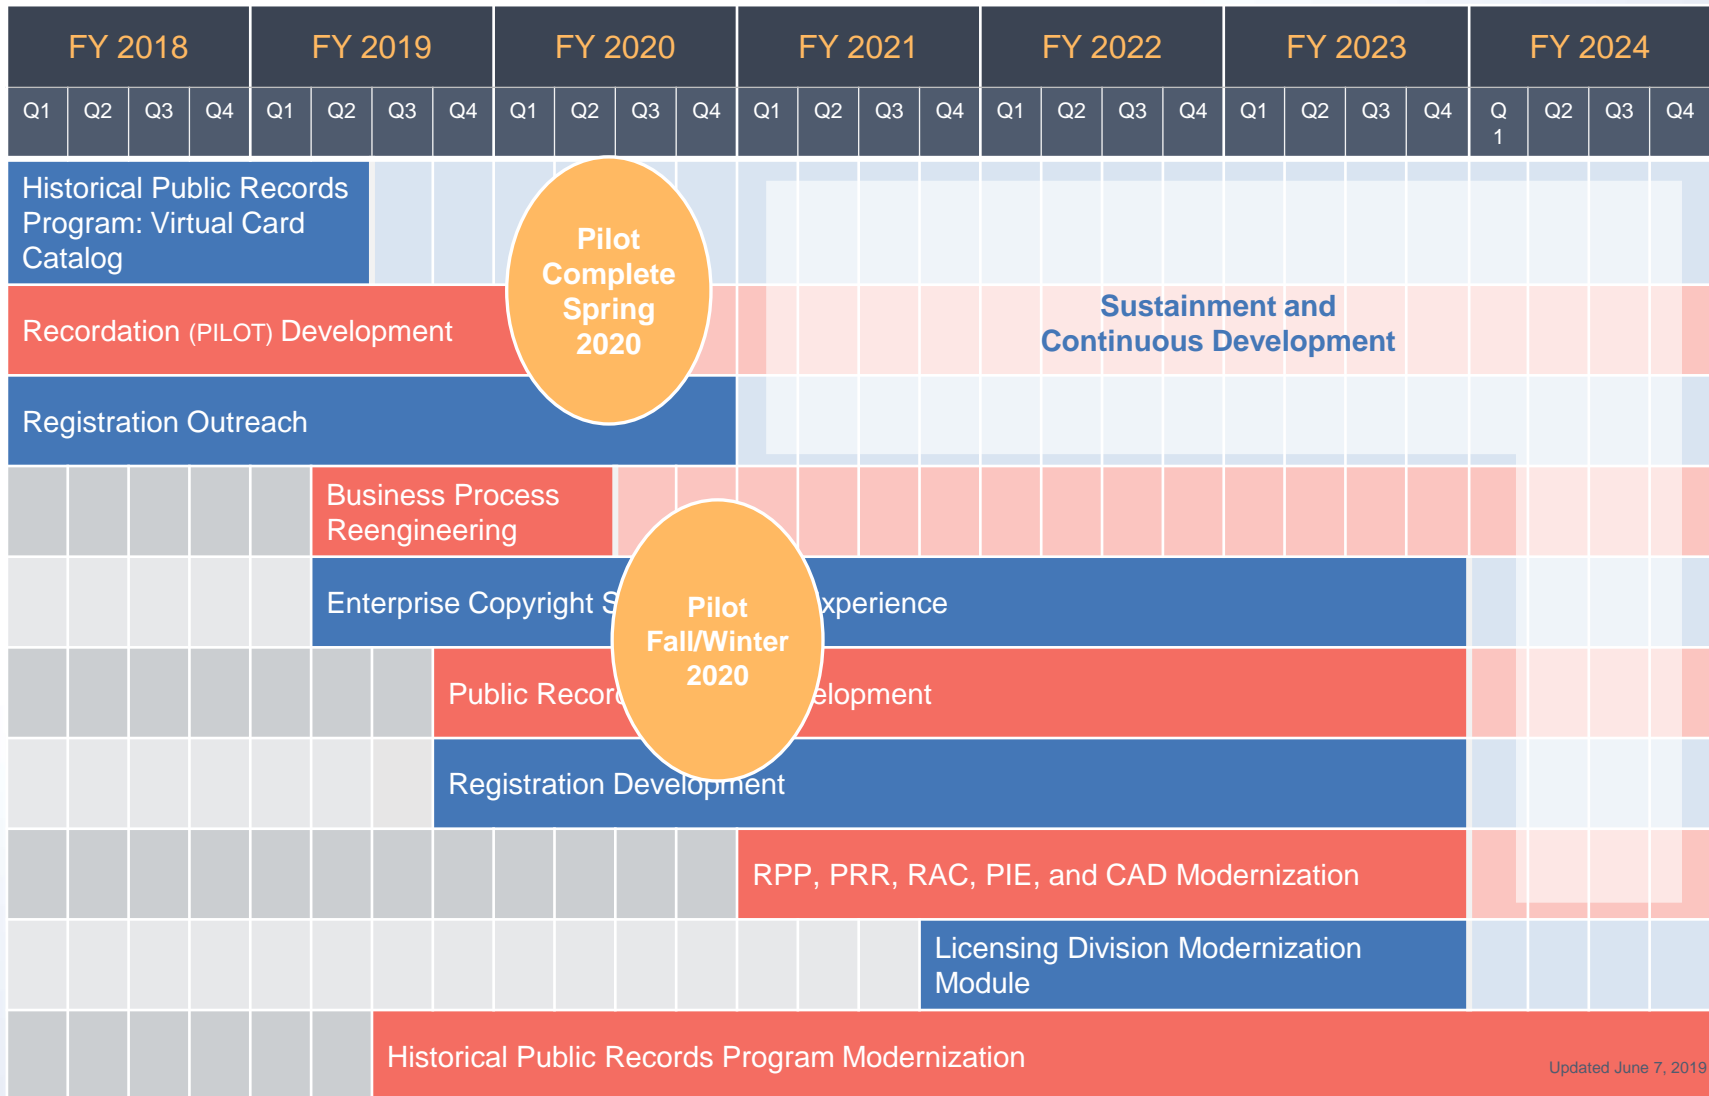 FY 2018 FY 2019 FY 2020 FY 2021 FY 2022 FY 2023 FY 2024
Q1 Q2 Q3 Q4 Q1 Q2 Q3 Q4 Q1 Q2 Q3 Q4 Q1 Q2 Q3 Q4 Q1 Q2 Q3 Q4 Q1 Q2 Q3 Q4 Q1 Q2 Q3 Q4
Historical Public Records
Program: Virtual Card
Catalog
Pilot
Complete
Spring
2020
Recordation (PILOT) Development
Sustainment and
Continuous Development
Registration Outreach
Business Process
Reengineering
Enterprise Copyright S xperience
Pilot
Fall/Winter
2020
Public Recor elopment
Registration Development
RPP, PRR, RAC, PIE, and CAD Modernization
Licensing Division Modernization
Module
Historical Public Records Program Modernization
Updated June 7, 2019